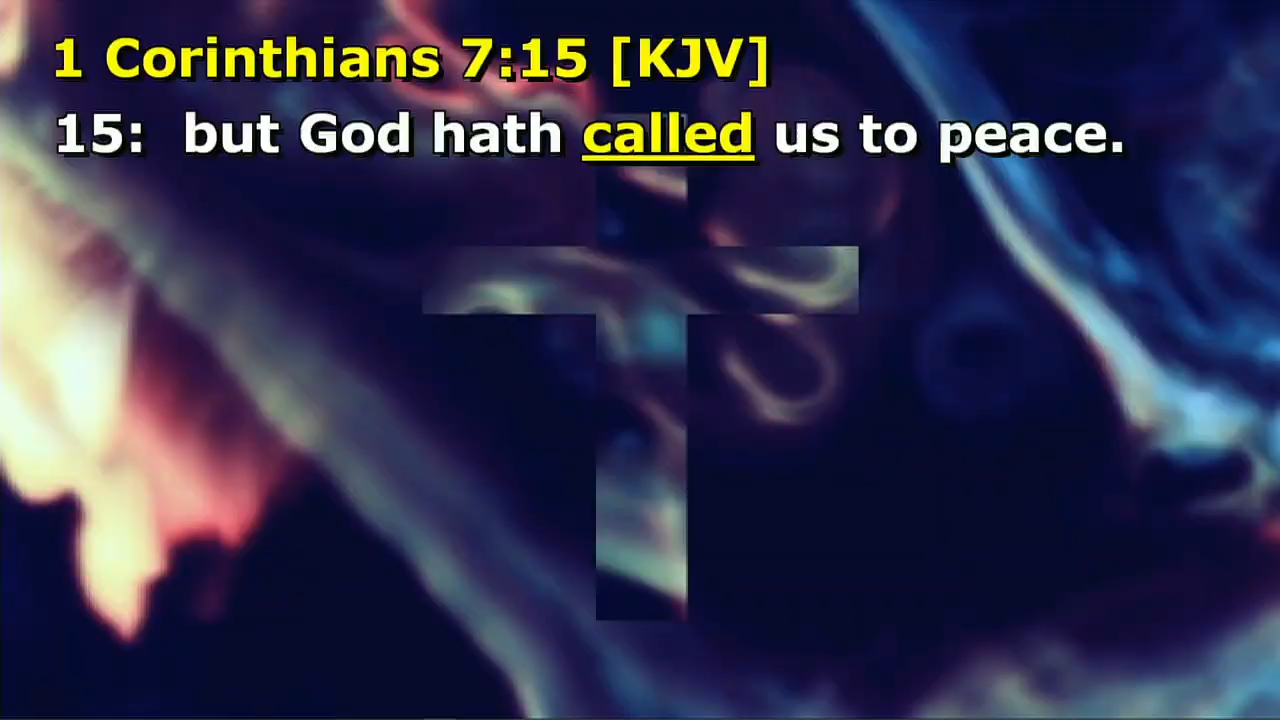 1 Corinthians 7:15 [KJV]
15:  but God hath called us to peace.